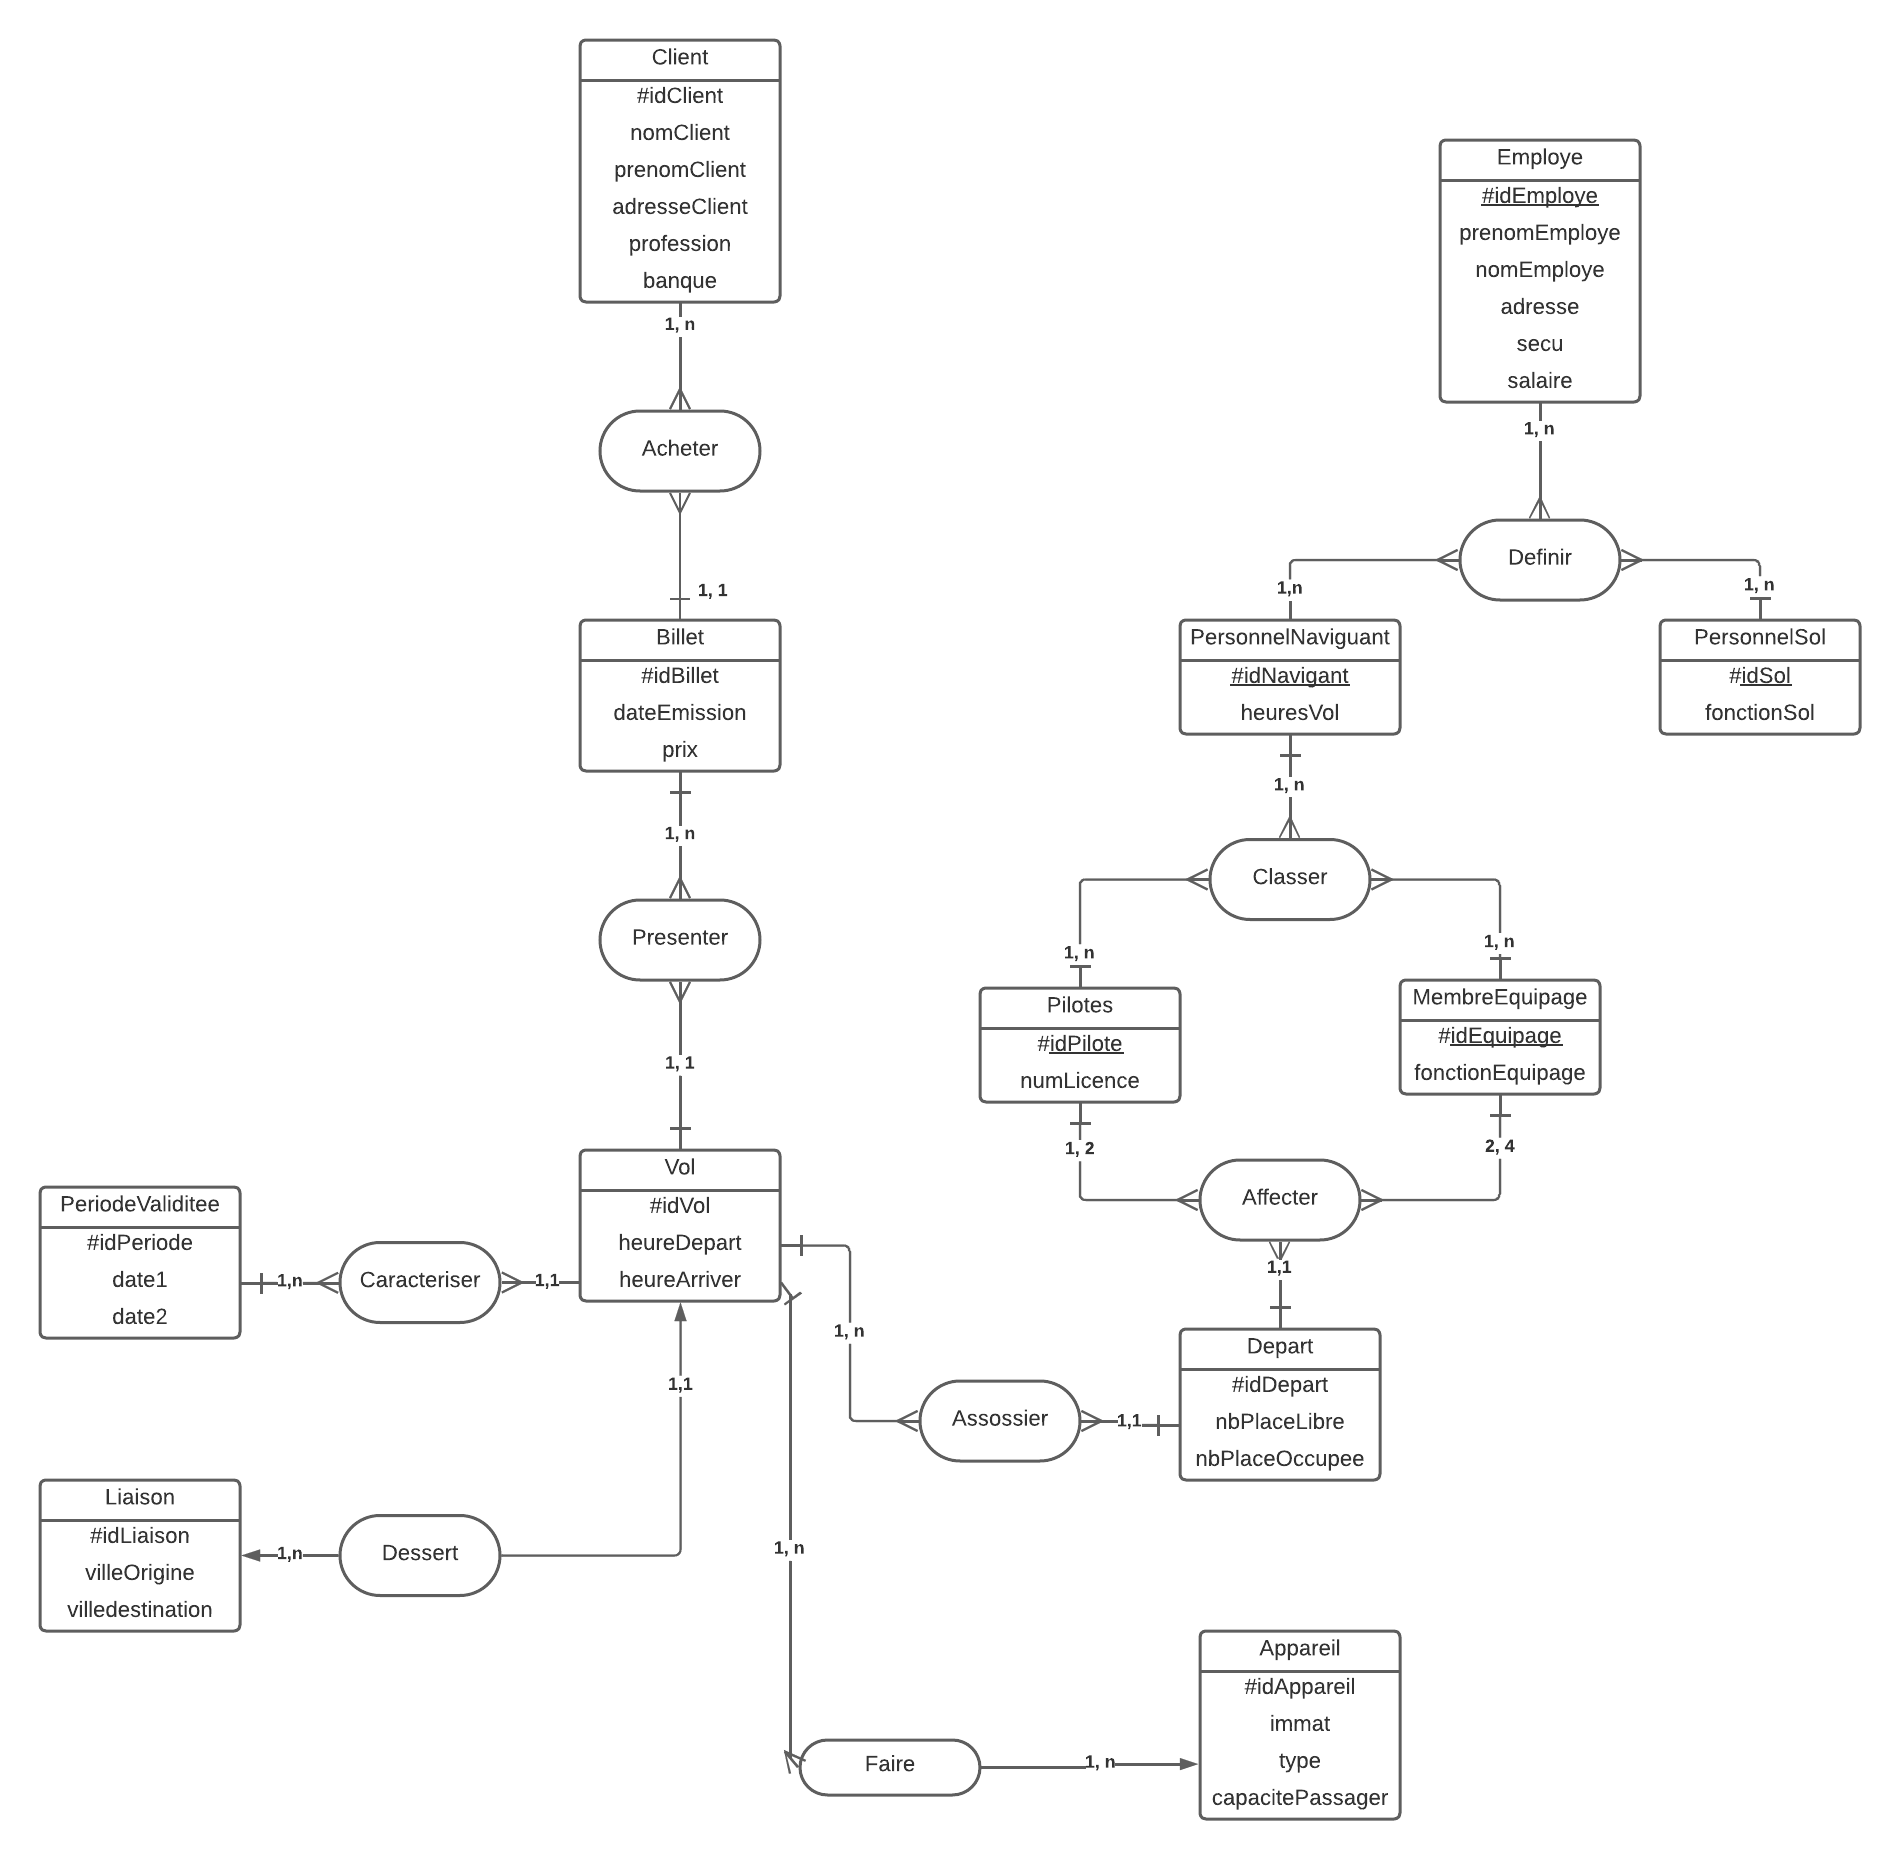 Client
#idClient
nomClient
prenomClient
adresseClient
profession
banque
1, n
Acheter
1, 1
Billet
#idBillet
dateEmission
prix
1, n
Presenter
1, 1
Vol
#idVol
heureDepart
heureArriver
PeriodeValiditee
#idPeriode
date1
date2
1,n
Caracteriser
1,1
1,1
Liaison
#idLiaison
villeOrigine
villedestination
1,n
Dessert
1, n
Assossier
1,1
1, n
Faire
1, n
Appareil
#idAppareil
immat
type
capacitePassager
Employe
#idEmploye
prenomEmploye
nomEmploye
adresse
secu
salaire
1, n
Definir
1,n
1, n
PersonnelNaviguant
#idNavigant
heuresVol
PersonnelSol
#idSol
fonctionSol
1, n
Classer
1, n
1, n
Pilotes
#idPilote
numLicence
MembreEquipage
#idEquipage
fonctionEquipage
1, 2
2, 4
Affecter
1,1
Depart
#idDepart
nbPlaceLibre
nbPlaceOccupee